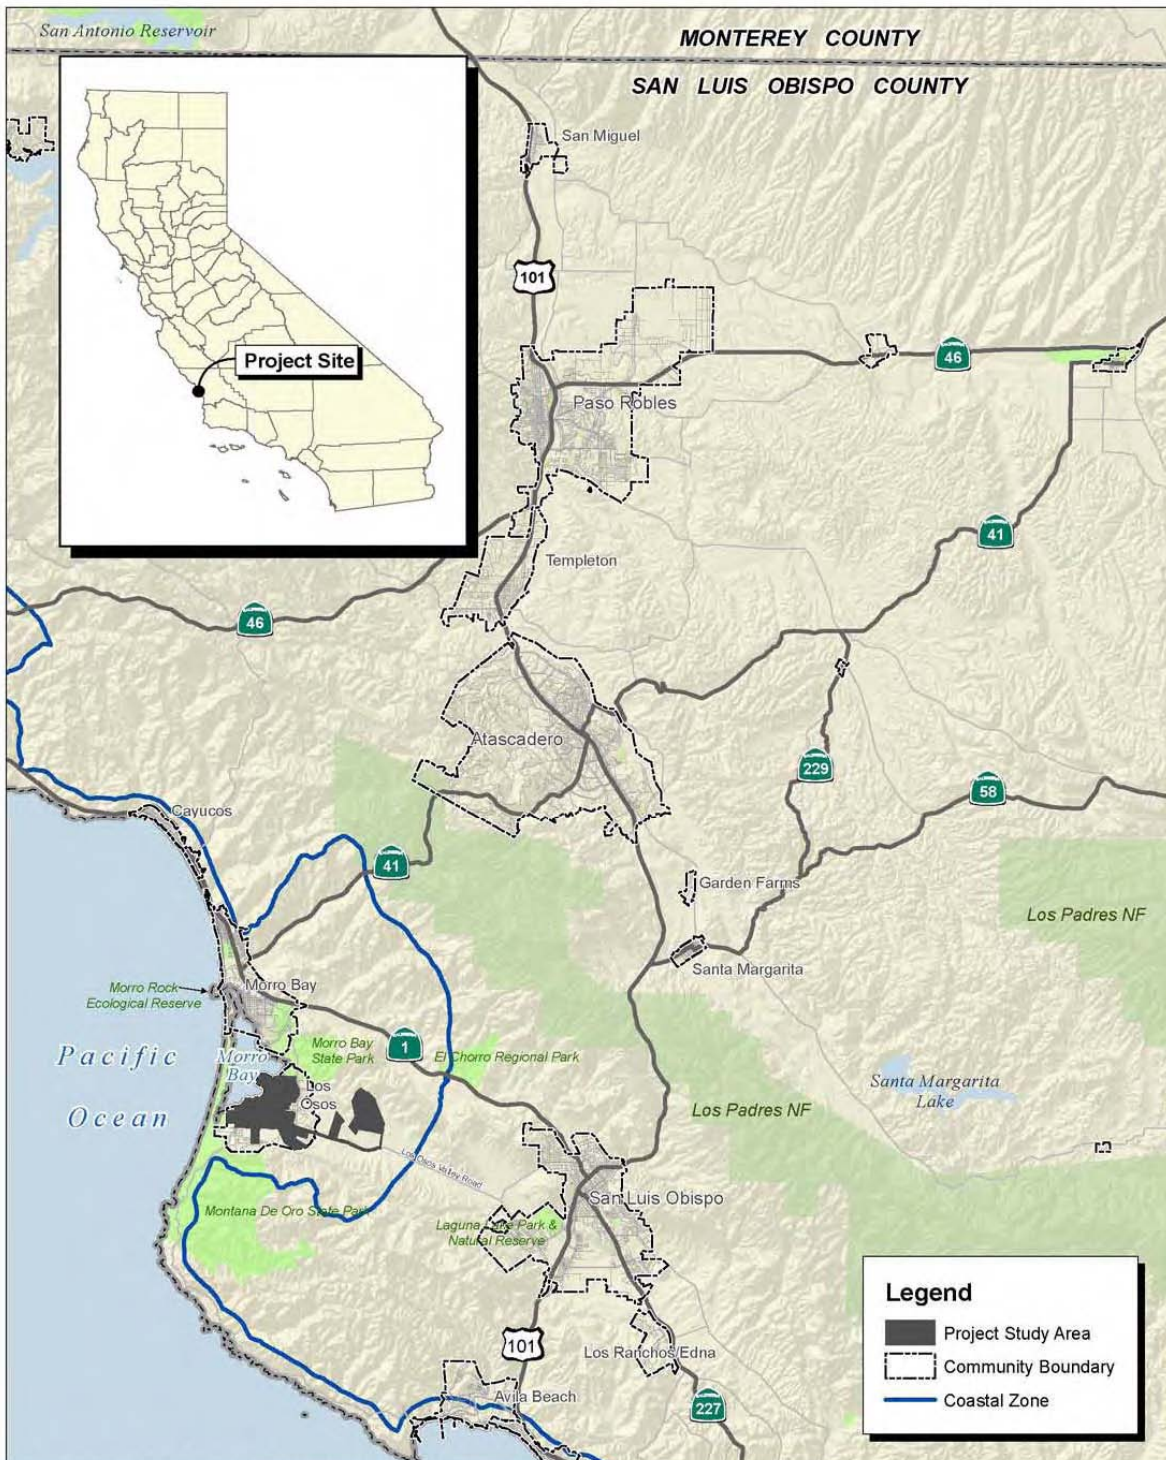 San Antonio Reservoir
MONTEREY COUNTY
SAN LUIS OBISPO COUNTY
San Miguel
101
Project Site
46
Paso Robles
41
Templeton
46
Atascadero
229
58
Cayucos
41
Garden Farms
Los Padres NF
Santa Margarita
Morro Rock
Ecological Reserve
Morro Bay
Pacific
Ocean
Morro
Bay
Morro Bay
State Park
1
El Chorro Regional Park
Los
Osos
Santa Margarita
Lake
Los Padres NF
Los Osos Valley Road
San Luis Obispo
Montana De Oro State Park
Laguna Lake Park &
Natural Reserve
101
Los Ranchos/Edna
Avila Beach
227
Legend
Project Study Area
Community Boundary
Coastal Zone